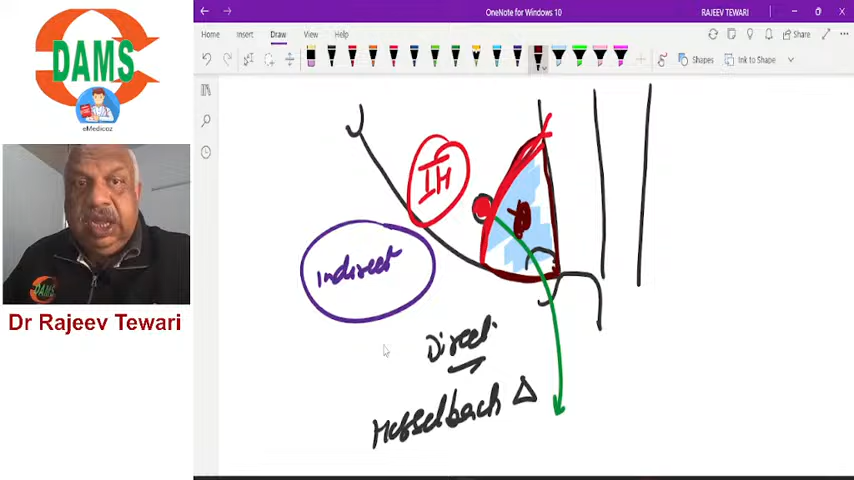 DAMS
eMedicoz
DAMS
Dr Rajeev Tewari
OneNote for Windows 10
RAJEEV TEWARI
Home
Insert
Draw
View
Help
Share
Shapes
Ink to Shape
IH
D
Indirect
Direct
Hesselbach Δ